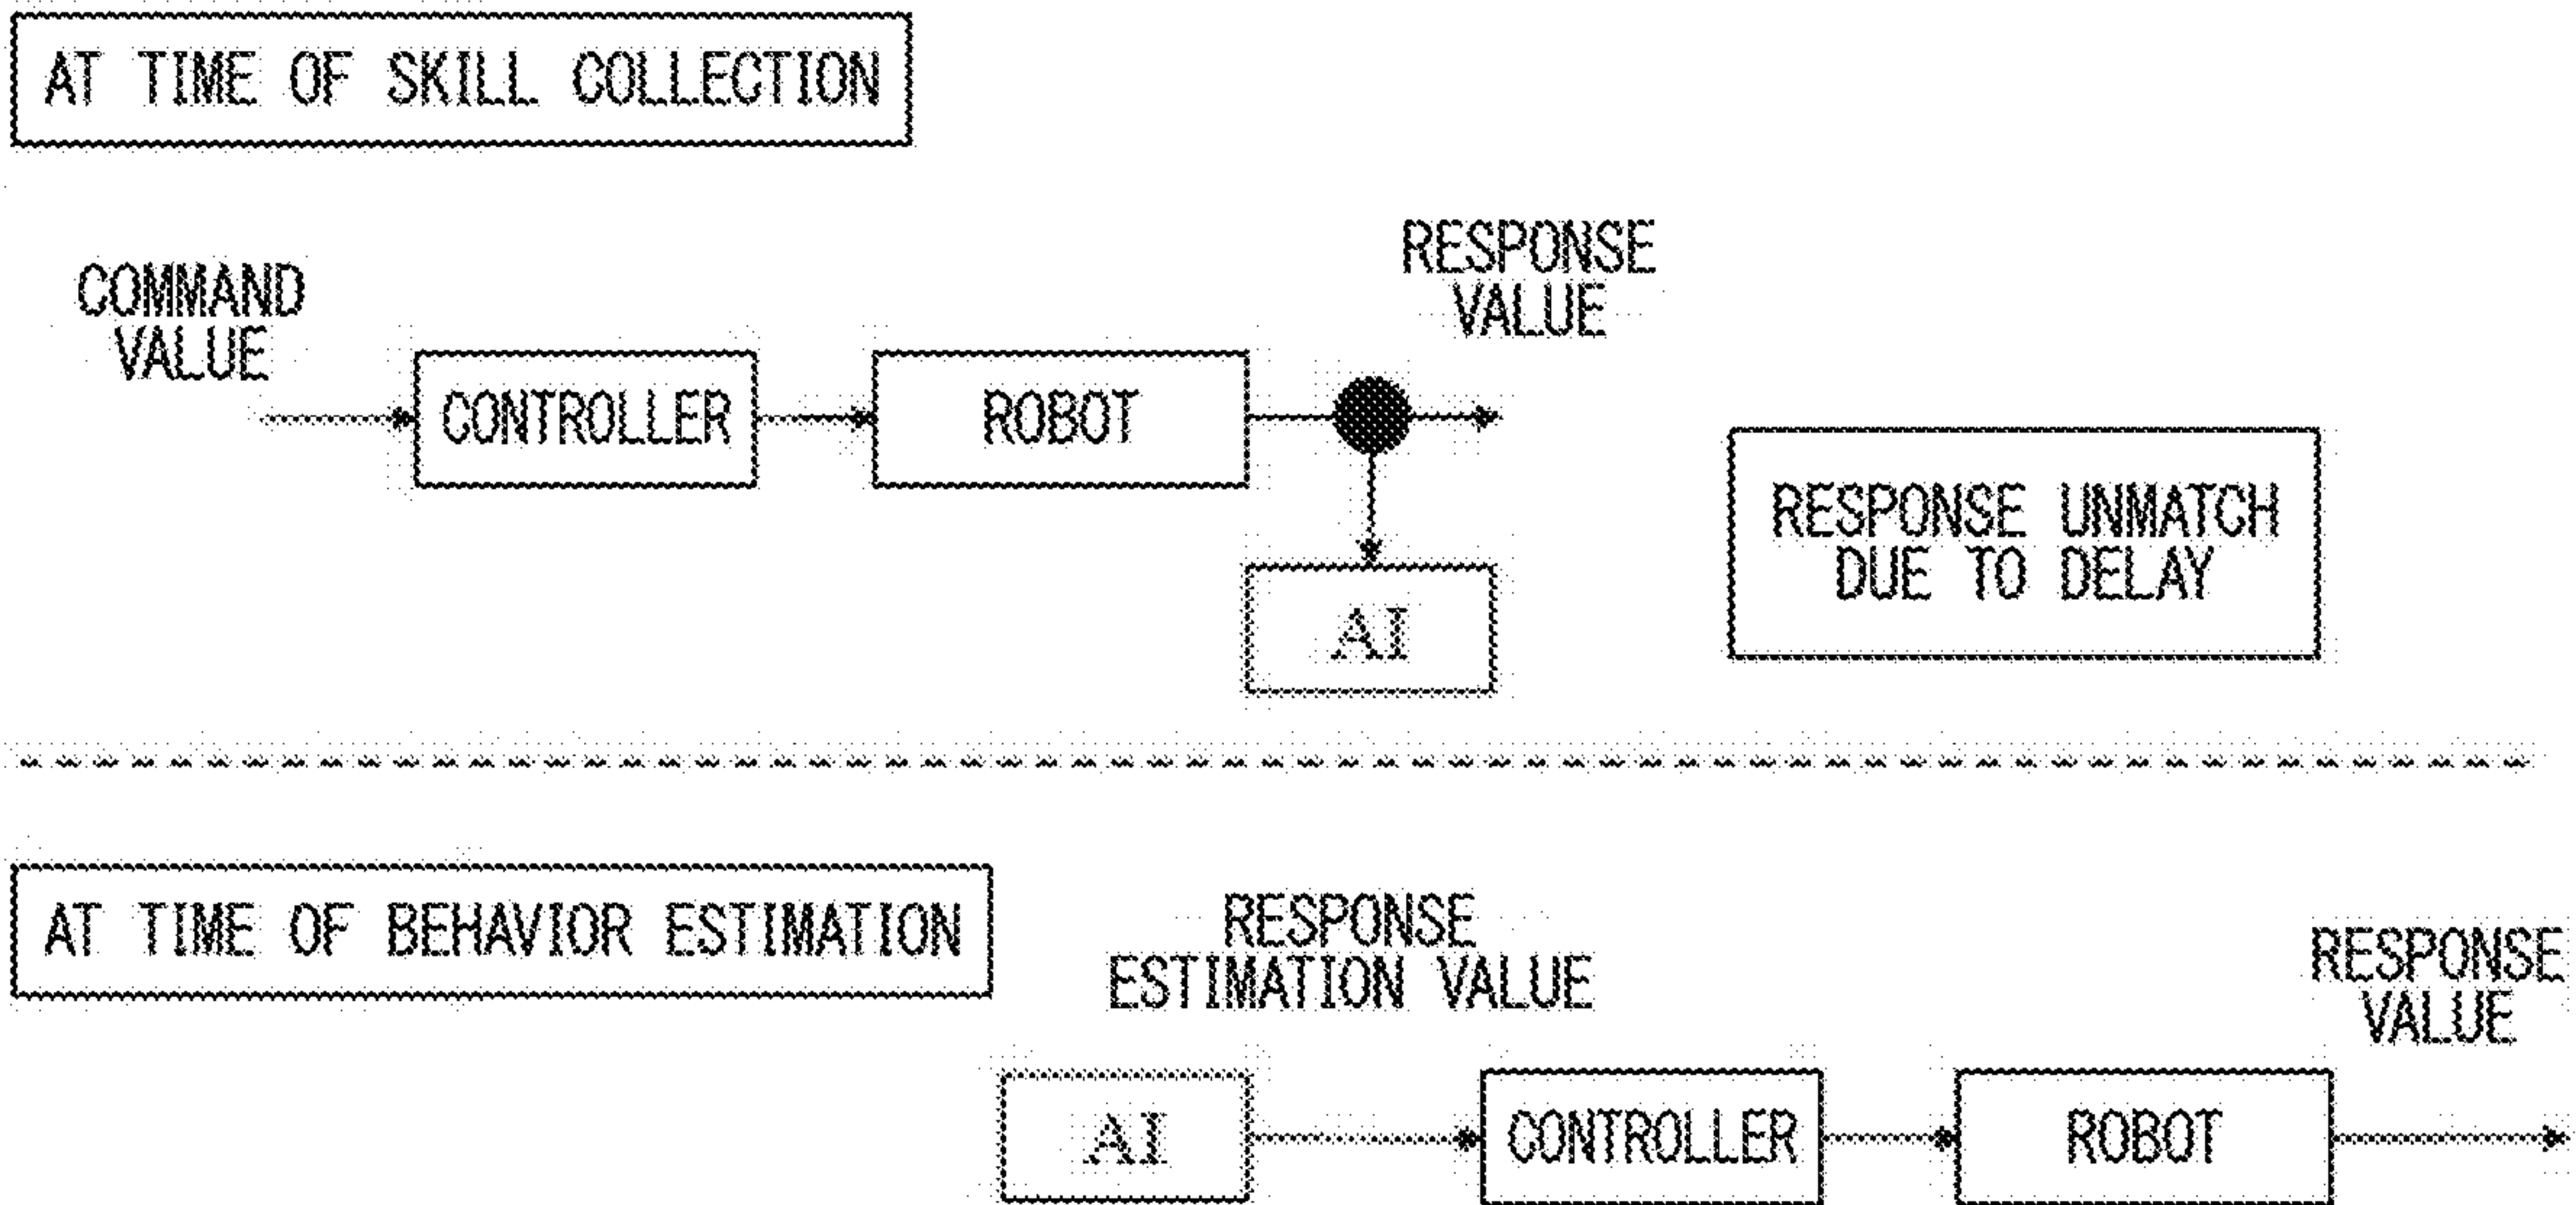 AT TIME OF SKILL COLLECTION
COMMAND
VALUE
CONTROLLER
ROBOT
RESPONSE
VALUE
AI
RESPONSE UNMATCH
DUE TO DELAY
AT TIME OF BEHAVIOR ESTIMATION
RESPONSE
ESTIMATION VALUE
RESPONSE
VALUE
AI
CONTROLLER
ROBOT